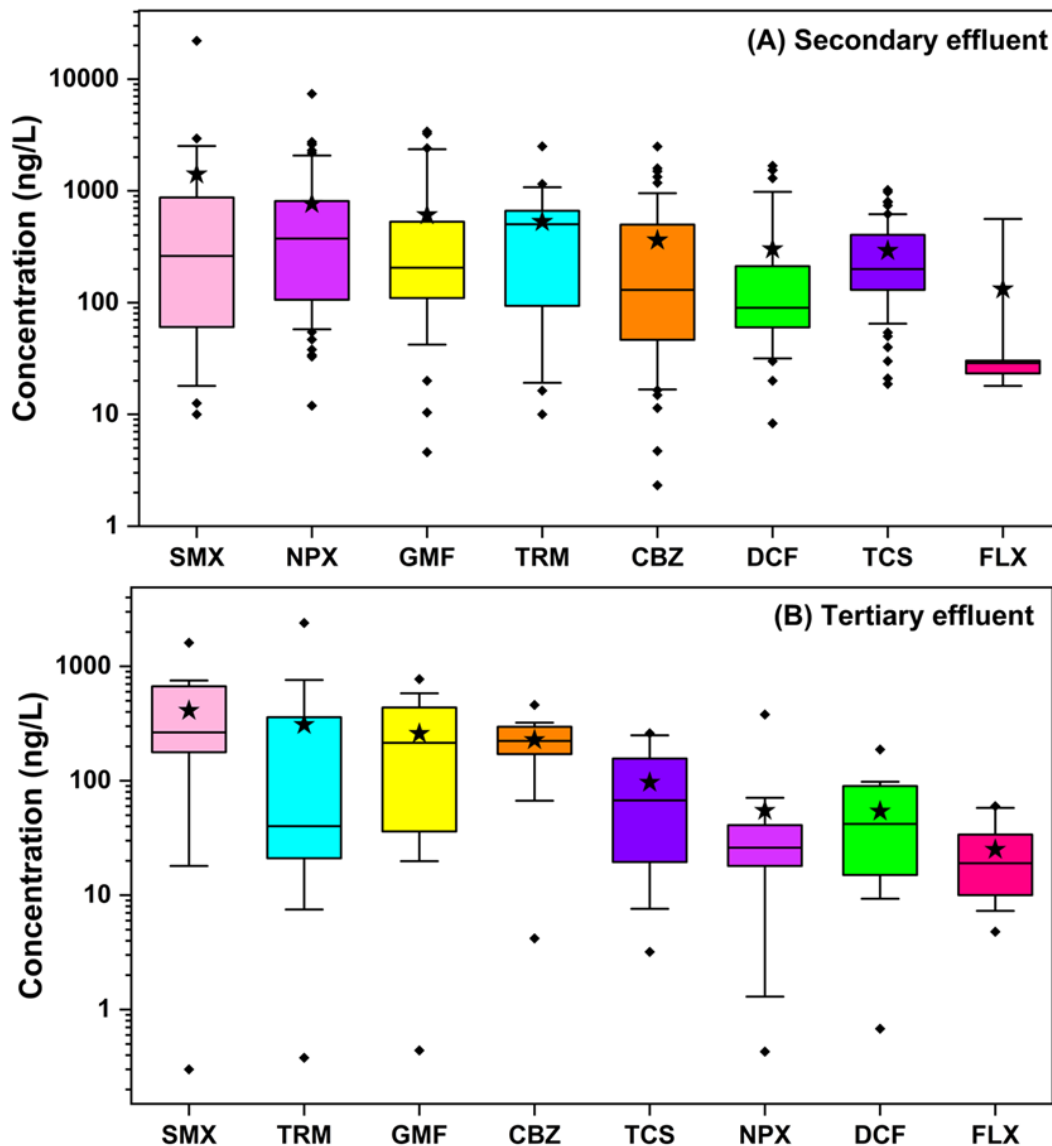 (A) Secondary effluent
Concentration (ng/L)
10000
1000
100
10
1
SMX NPX GMF TRM CBZ DCF TCS FLX
(B) Tertiary effluent
Concentration (ng/L)
1000
100
10
1
SMX TRM GMF CBZ TCS NPX DCF FLX